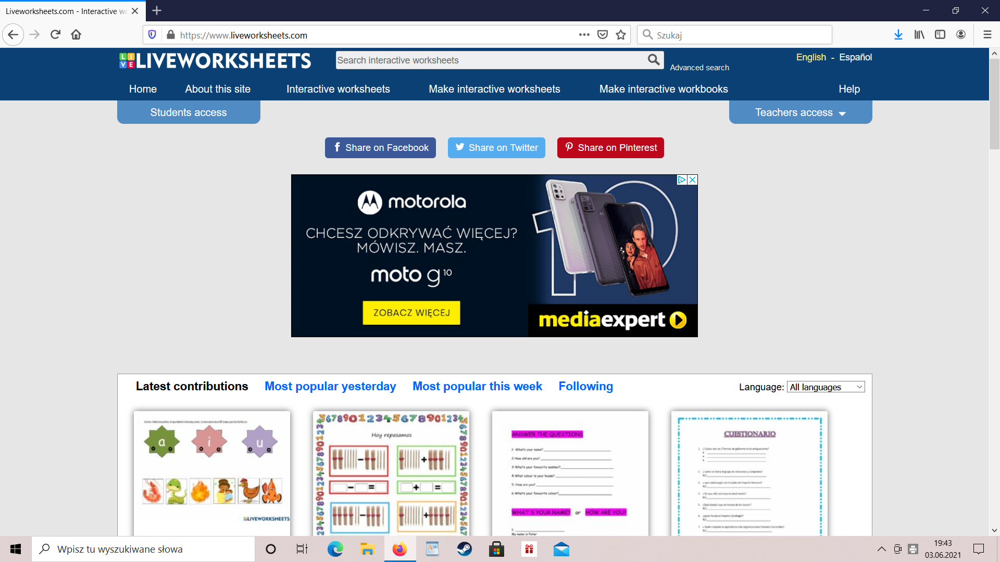 Liveworksheets.com - Interactive wo
https://www.liveworksheets.com
Szukaj
LIVE LIVEWORKSHEETS
Search interactive worksheets
Advanced search
English - Español
Home
About this site
Interactive worksheets
Make interactive worksheets
Make interactive workbooks
Help
Students access
Teachers access
Share on Facebook
Share on Twitter
Share on Pinterest
motorola
CHCESZ ODKRYWAĆ WIĘCEJ?
MÓWISZ. MASZ.
moto g10
ZOBACZ WIĘCEJ
10
mediaexpert
Latest contributions
Most popular yesterday
Most popular this week
Following
Language: All languages
a i u
LIVEWORKSHEETS
Hoy repasamos
- =
+ =
ANSWER THE QUESTIONS
1- What's your name?
2-How old are you?
3-What's your favourite number?
4-What colour is your house?
5- How are you?
6-What's your favourite colour?
WHAT'S YOUR NAME? or HOW ARE YOU?
1-
My name is Peter
CUESTIONARIO
Wpisz tu wyszukiwane słowa
19:43
03.06.2021